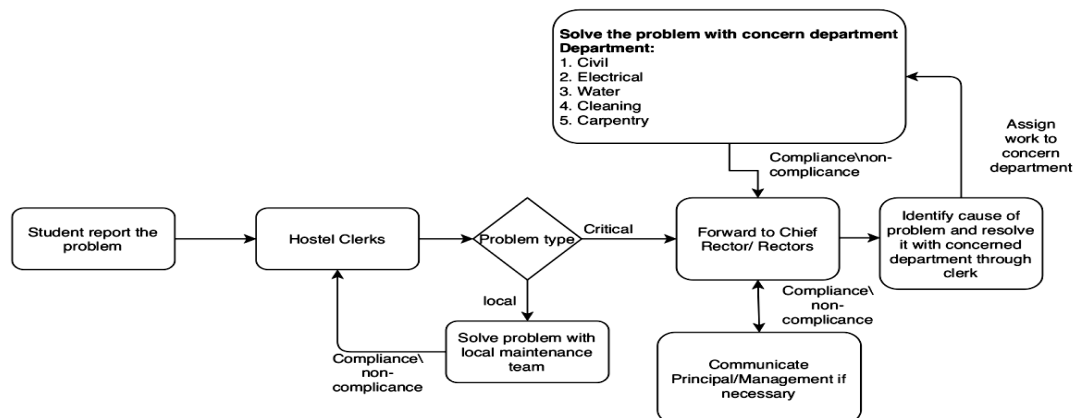 Solve the problem with concern department
Department:
1. Civil
2. Electrical
3. Water
4. Cleaning
5. Carpentry
Assign
work to
concern
department
Compliance\non-
complicance
Student report the
problem
Hostel Clerks
Problem type
Critical
Forward to Chief
Rector/ Rectors
Identify cause of
problem and resolve
it with concerned
department through
clerk
local
Compliance\
non-
complicance
Solve problem with
local maintenance
team
Compliance\
non-
complicance
Communicate
Principal/Management if
necessary